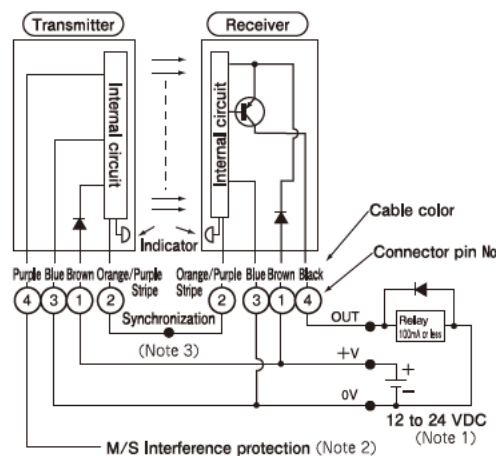 Transmitter
Receiver
Internal circuit
Internal circuit
Indicator
Cable color
Connector pin No
Purple Blue Brown Orange/Purple Stripe
Orange/Purple Stripe Blue Brown Black
4 3 1 2
2 3 1 4
Synchronization
(Note 3)
OUT
Relay
100mA or less
+V
+
−
0V
12 to 24 VDC
(Note 1)
M/S Interference protection (Note 2)